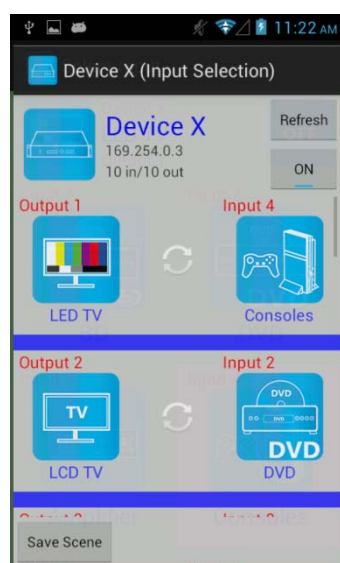 11:22 AM
Device X (Input Selection)
Device X
Refresh
169.254.0.3
10 in/10 out
ON
Output 1
Input 4
LED TV
Consoles
Output 2
Input 2
TV
DVD
DVD
DVD
LCD TV
DVD
Save Scene